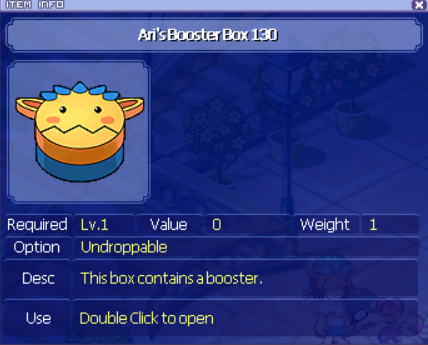 ITEM INFO
Ari's Booster Box 130
Required Lv.1 Value 0 Weight 1
Option Undroppable
Desc This box contains a booster.
Use Double Click to open